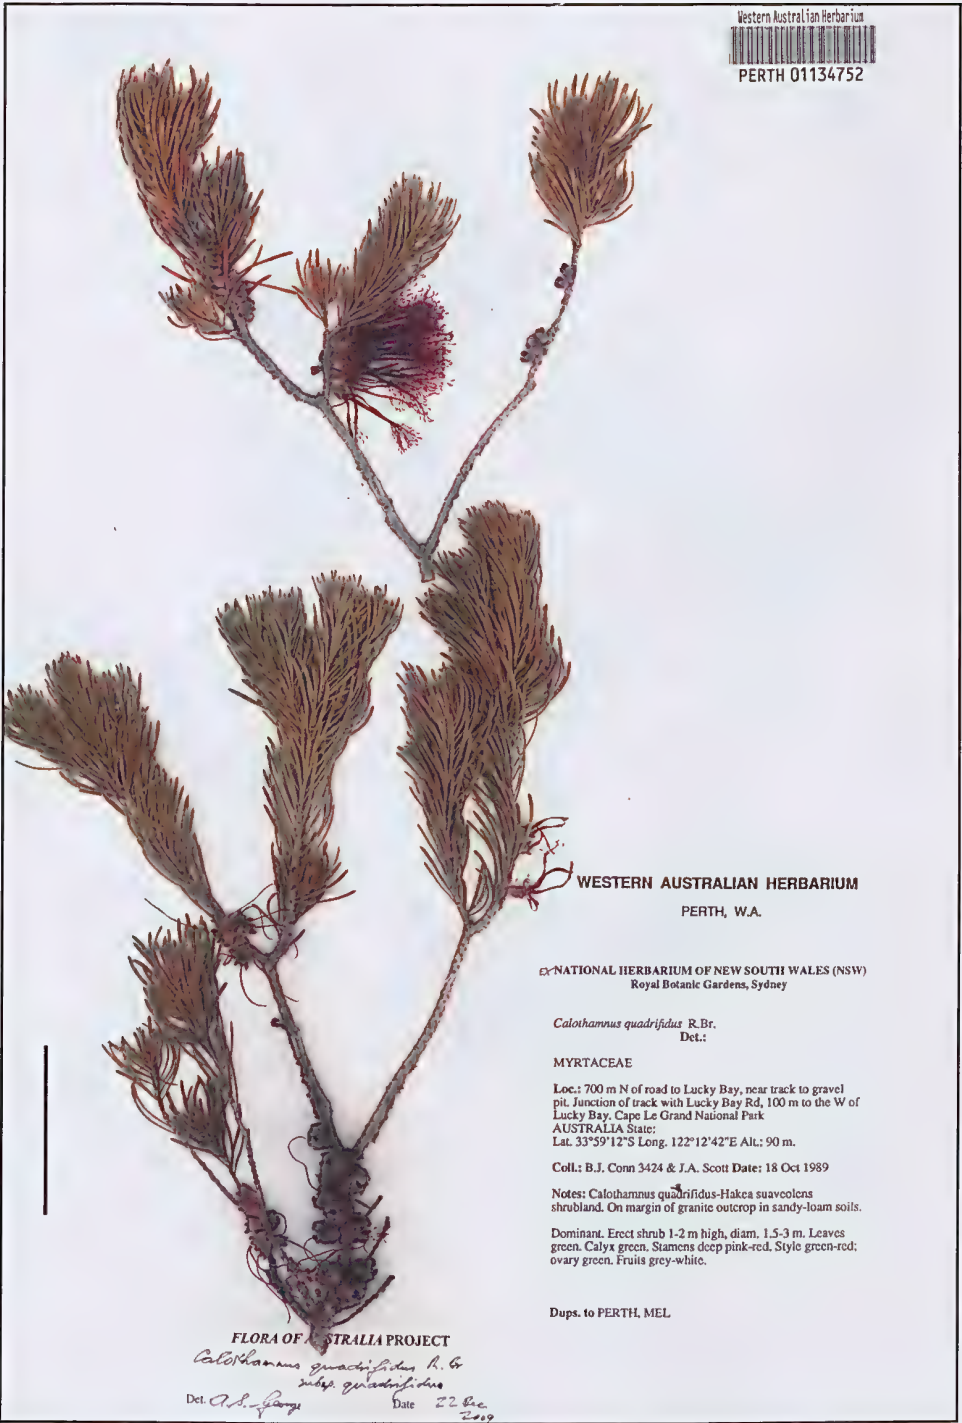 Western Australian Herbarium
PERTH 01134752
WESTERN AUSTRALIAN HERBARIUM
PERTH, W.A.
ex NATIONAL HERBARIUM OF NEW SOUTH WALES (NSW)
Royal Botanic Gardens, Sydney
Calothamnus quadrifidus R.Br.
Det.:
MYRTACEAE
Loc.: 700 m N of road to Lucky Bay, near track to gravel
pit. Junction of track with Lucky Bay Rd, 100 m to the W of
Lucky Bay. Cape Le Grand National Park
AUSTRALIA State:
Lat. 33°59'12"S Long. 122°12'42"E Alt.: 90 m.
Coll.: B.J. Conn 3424 & J.A. Scott Date: 18 Oct 1989
Notes: Calothamnus quadrifidus-Hakea suaveolens
shrubland. On margin of granite outcrop in sandy-loam soils.
Dominant. Erect shrub 1-2 m high, diam. 1.5-3 m. Leaves
green. Calyx green. Stamens deep pink-red. Style green-red;
ovary green. Fruits grey-white.
Dups. to PERTH, MEL
FLORA OF AUSTRALIA PROJECT
Calothamnus quadrifidus R. Br
subsp. quadrifidus
Det. A.S. George Date 22 Dec
2009